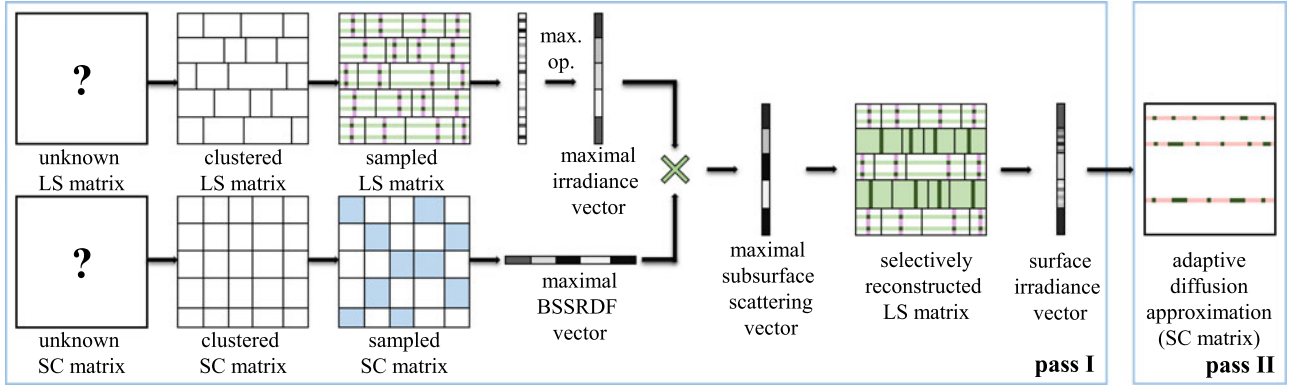 ?
unknown
LS matrix
clustered
LS matrix
sampled
LS matrix
max.
op.
maximal
irradiance
vector
?
unknown
SC matrix
clustered
SC matrix
sampled
SC matrix
maximal
BSSRDF
vector
maximal
subsurface
scattering
vector
selectively
reconstructed
LS matrix
surface
irradiance
vector
pass I
adaptive
diffusion
approximation
(SC matrix)
pass II